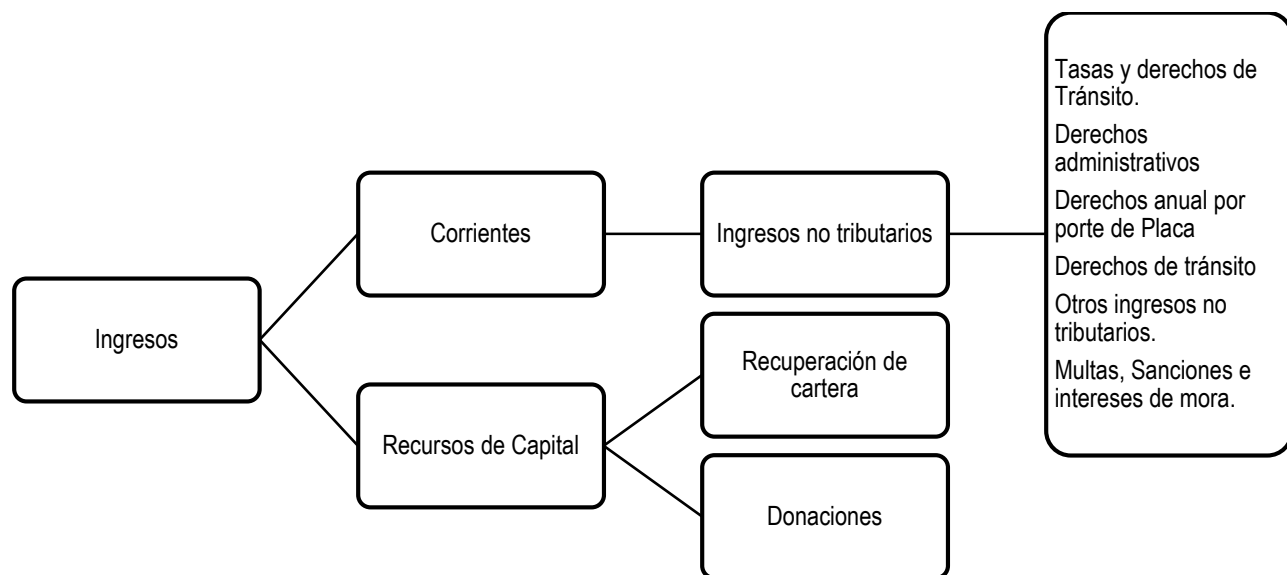 Ingresos
Corrientes
Recursos de Capital
Ingresos no tributarios
Recuperación de
cartera
Donaciones
Tasas y derechos de
Tránsito.
Derechos
administrativos
Derechos anual por
porte de Placa
Derechos de tránsito
Otros ingresos no
tributarios.
Multas, Sanciones e
intereses de mora.